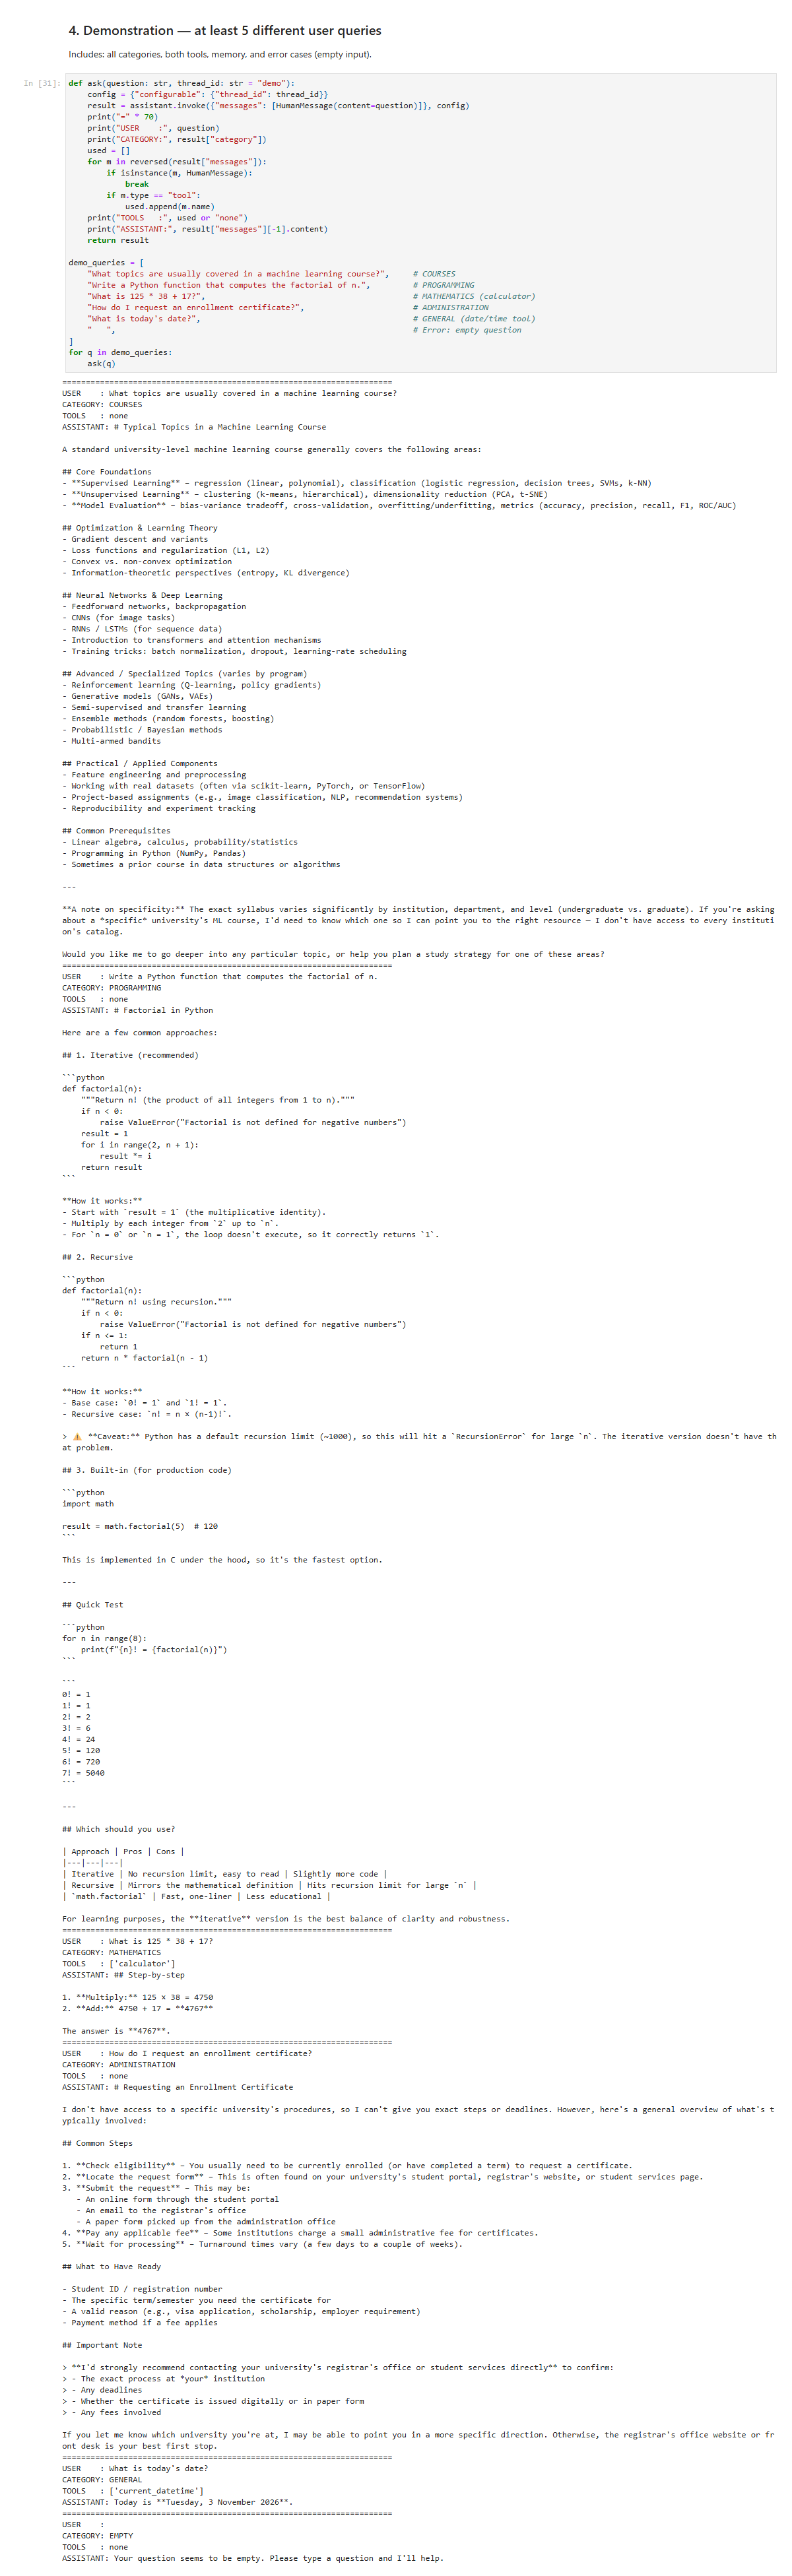 4. Demonstration — at least 5 different user queries
Includes: all categories, both tools, memory, and error cases (empty input).
In [31]:
def ask(question: str, thread_id: str = "demo"):
    config = {"configurable": {"thread_id": thread_id}}
    result = assistant.invoke({"messages": [HumanMessage(content=question)]}, config)
    print("=" * 70)
    print("USER    :", question)
    print("CATEGORY:", result["category"])
    used = []
    for m in reversed(result["messages"]):
        if isinstance(m, HumanMessage):
            break
        if m.type == "tool":
            used.append(m.name)
    print("TOOLS   :", used or "none")
    print("ASSISTANT:", result["messages"][-1].content)
    return result

demo_queries = [
    "What topics are usually covered in a machine learning course?",     # COURSES
    "Write a Python function that computes the factorial of n.",         # PROGRAMMING
    "What is 125 * 38 + 17?",                                            # MATHEMATICS (calculator)
    "How do I request an enrollment certificate?",                       # ADMINISTRATION
    "What is today's date?",                                             # GENERAL (date/time tool)
    "   ",                                                               # Error: empty question
]
for q in demo_queries:
    ask(q)
======================================================================
USER    : What topics are usually covered in a machine learning course?
CATEGORY: COURSES
TOOLS   : none
ASSISTANT: # Typical Topics in a Machine Learning Course

A standard university-level machine learning course generally covers the following areas:

## Core Foundations
- **Supervised Learning** – regression (linear, polynomial), classification (logistic regression, decision trees, SVMs, k-NN)
- **Unsupervised Learning** – clustering (k-means, hierarchical), dimensionality reduction (PCA, t-SNE)
- **Model Evaluation** – bias-variance tradeoff, cross-validation, overfitting/underfitting, metrics (accuracy, precision, recall, F1, ROC/AUC)

## Optimization & Learning Theory
- Gradient descent and variants
- Loss functions and regularization (L1, L2)
- Convex vs. non-convex optimization
- Information-theoretic perspectives (entropy, KL divergence)

## Neural Networks & Deep Learning
- Feedforward networks, backpropagation
- CNNs (for image tasks)
- RNNs / LSTMs (for sequence data)
- Introduction to transformers and attention mechanisms
- Training tricks: batch normalization, dropout, learning-rate scheduling

## Advanced / Specialized Topics (varies by program)
- Reinforcement learning (Q-learning, policy gradients)
- Generative models (GANs, VAEs)
- Semi-supervised and transfer learning
- Ensemble methods (random forests, boosting)
- Probabilistic / Bayesian methods
- Multi-armed bandits

## Practical / Applied Components
- Feature engineering and preprocessing
- Working with real datasets (often via scikit-learn, PyTorch, or TensorFlow)
- Project-based assignments (e.g., image classification, NLP, recommendation systems)
- Reproducibility and experiment tracking

## Common Prerequisites
- Linear algebra, calculus, probability/statistics
- Programming in Python (NumPy, Pandas)
- Sometimes a prior course in data structures or algorithms

---

**A note on specificity:** The exact syllabus varies significantly by institution, department, and level (undergraduate vs. graduate). If you're asking
about a *specific* university's ML course, I'd need to know which one so I can point you to the right resource — I don't have access to every instituti
on's catalog.

Would you like me to go deeper into any particular topic, or help you plan a study strategy for one of these areas?
======================================================================
USER    : Write a Python function that computes the factorial of n.
CATEGORY: PROGRAMMING
TOOLS   : none
ASSISTANT: # Factorial in Python

Here are a few common approaches:

## 1. Iterative (recommended)

```python
def factorial(n):
    """Return n! (the product of all integers from 1 to n)."""
    if n < 0:
        raise ValueError("Factorial is not defined for negative numbers")
    result = 1
    for i in range(2, n + 1):
        result *= i
    return result
```

**How it works:**
- Start with `result = 1` (the multiplicative identity).
- Multiply by each integer from `2` up to `n`.
- For `n = 0` or `n = 1`, the loop doesn't execute, so it correctly returns `1`.

## 2. Recursive

```python
def factorial(n):
    """Return n! using recursion."""
    if n < 0:
        raise ValueError("Factorial is not defined for negative numbers")
    if n <= 1:
        return 1
    return n * factorial(n - 1)
```

**How it works:**
- Base case: `0! = 1` and `1! = 1`.
- Recursive case: `n! = n × (n-1)!`.

> ⚠️ **Caveat:** Python has a default recursion limit (~1000), so this will hit a `RecursionError` for large `n`. The iterative version doesn't have th
at problem.

## 3. Built-in (for production code)

```python
import math

result = math.factorial(5)  # 120
```

This is implemented in C under the hood, so it's the fastest option.

---

## Quick Test

```python
for n in range(8):
    print(f"{n}! = {factorial(n)}")
```

```
0! = 1
1! = 1
2! = 2
3! = 6
4! = 24
5! = 120
6! = 720
7! = 5040
```

---

## Which should you use?

| Approach | Pros | Cons |
|---|---|---|
| Iterative | No recursion limit, easy to read | Slightly more code |
| Recursive | Mirrors the mathematical definition | Hits recursion limit for large `n` |
| `math.factorial` | Fast, one-liner | Less educational |

For learning purposes, the **iterative** version is the best balance of clarity and robustness.
======================================================================
USER    : What is 125 * 38 + 17?
CATEGORY: MATHEMATICS
TOOLS   : ['calculator']
ASSISTANT: ## Step-by-step

1. **Multiply:** 125 × 38 = 4750
2. **Add:** 4750 + 17 = **4767**

The answer is **4767**.
======================================================================
USER    : How do I request an enrollment certificate?
CATEGORY: ADMINISTRATION
TOOLS   : none
ASSISTANT: # Requesting an Enrollment Certificate

I don't have access to a specific university's procedures, so I can't give you exact steps or deadlines. However, here's a general overview of what's t
ypically involved:

## Common Steps

1. **Check eligibility** – You usually need to be currently enrolled (or have completed a term) to request a certificate.
2. **Locate the request form** – This is often found on your university's student portal, registrar's website, or student services page.
3. **Submit the request** – This may be:
   - An online form through the student portal
   - An email to the registrar's office
   - A paper form picked up from the administration office
4. **Pay any applicable fee** – Some institutions charge a small administrative fee for certificates.
5. **Wait for processing** – Turnaround times vary (a few days to a couple of weeks).

## What to Have Ready

- Student ID / registration number
- The specific term/semester you need the certificate for
- A valid reason (e.g., visa application, scholarship, employer requirement)
- Payment method if a fee applies

## Important Note

> **I'd strongly recommend contacting your university's registrar's office or student services directly** to confirm:
> - The exact process at *your* institution
> - Any deadlines
> - Whether the certificate is issued digitally or in paper form
> - Any fees involved

If you let me know which university you're at, I may be able to point you in a more specific direction. Otherwise, the registrar's office website or fr
ont desk is your best first stop.
======================================================================
USER    : What is today's date?
CATEGORY: GENERAL
TOOLS   : ['current_datetime']
ASSISTANT: Today is **Tuesday, 3 November 2026**.
======================================================================
USER    :
CATEGORY: EMPTY
TOOLS   : none
ASSISTANT: Your question seems to be empty. Please type a question and I'll help.